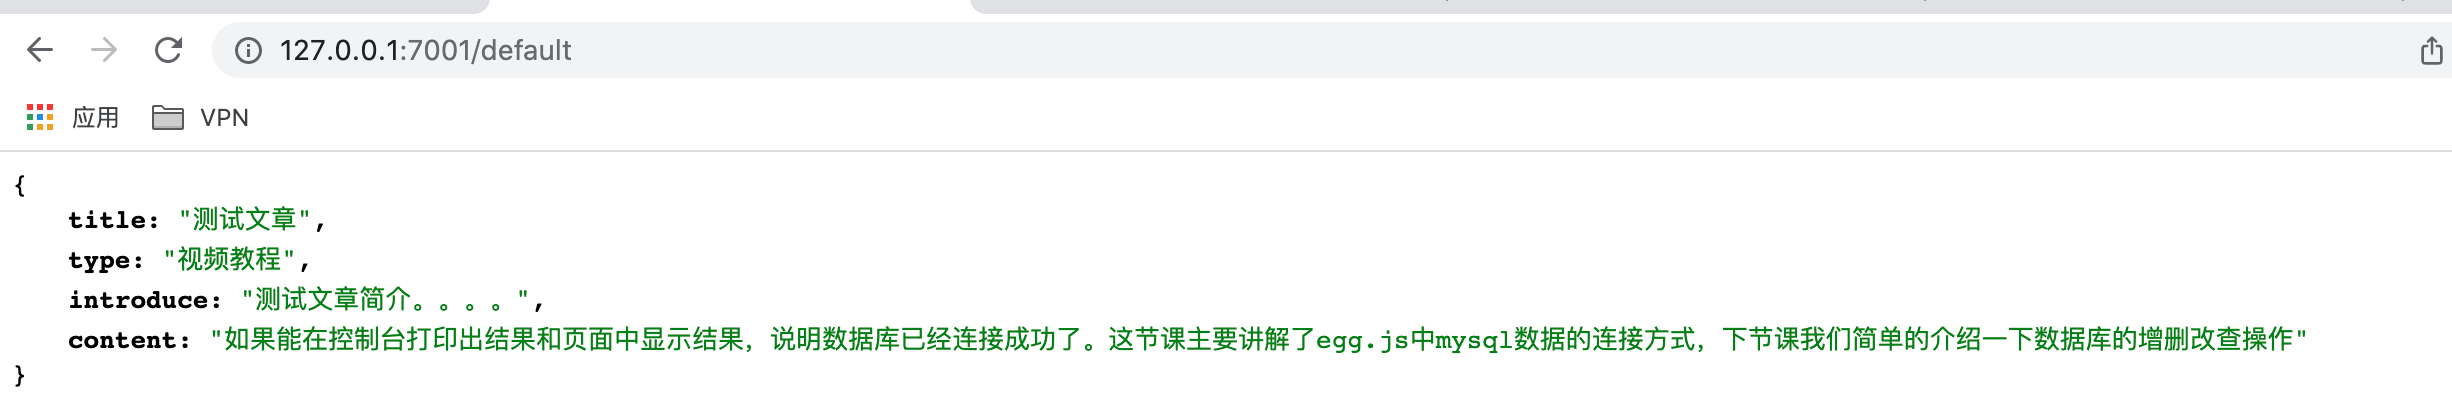 127.0.0.1:7001/default
应用 VPN
{
title: "测试文章",
type: "视频教程",
introduce: "测试文章简介。。。。",
content: "如果能在控制台打印出结果和页面中显示结果，说明数据库已经连接成功了。这节课主要讲解了egg.js中mysql数据的连接方式，下节课我们简单的介绍一下数据库的增删改查操作"
}